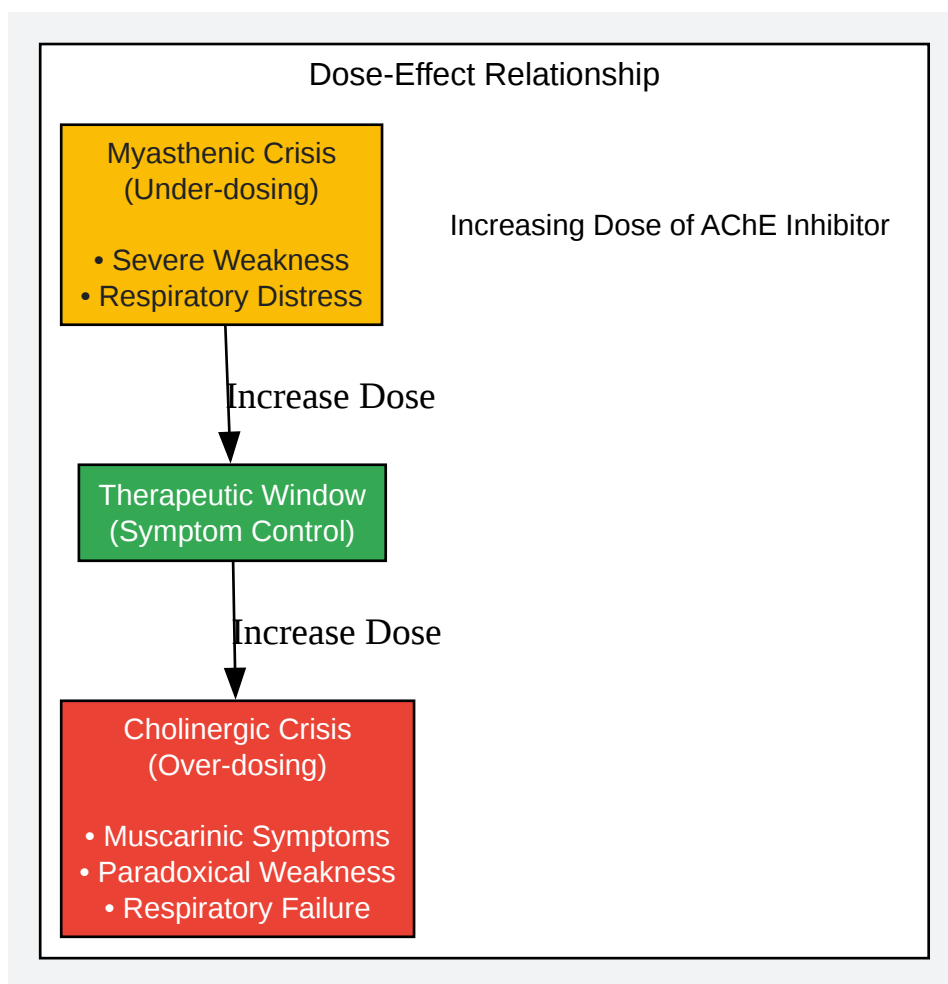 Dose-Effect Relationship
Myasthenic Crisis
(Under-dosing)
• Severe Weakness
• Respiratory Distress
Increasing Dose of AChE Inhibitor
Increase Dose
Therapeutic Window
(Symptom Control)
Increase Dose
Cholinergic Crisis
(Over-dosing)
• Muscarinic Symptoms
• Paradoxical Weakness
• Respiratory Failure